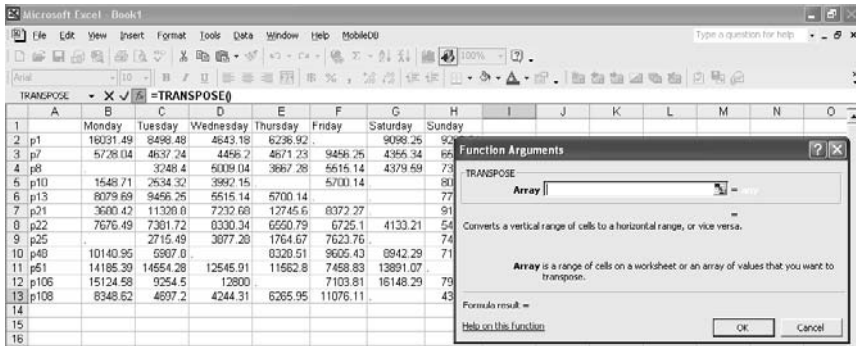 Microsoft Excel - Book1
File Edit View Insert Format Tools Data Window Help MobileDB Type a question for help
100%
Arial 10 B I U
TRANSPOSE =TRANSPOSE()
A B C D E F G H I J K L M N O
1 Monday Tuesday Wednesday Thursday Friday Saturday Sunday
2 p1 16031.49 8498.48 4643.18 6236.92 . 9098.25
3 p7 5728.04 4637.24 4456.2 4671.23 9456.25 4355.34
4 p8 . 3248.4 5009.04 3667.28 5515.14 4379.59
5 p10 1548.71 2534.32 3992.15 . 5700.14 .
6 p13 8079.69 9456.25 5515.14 5700.14 .
7 p21 3600.42 11328.8 7232.68 12745.6 8372.27
8 p22 7676.49 7381.72 8330.34 6550.79 6725.1 4133.21
9 p25 . 2715.49 3877.28 1764.67 7623.76
10 p48 10140.95 5987.8 . 8328.51 9605.43 8942.29
11 p51 14185.39 14554.28 12545.91 11562.8 7458.83 13891.07
12 p106 15124.58 9254.5 12800 . 7103.81 16148.29
13 p108 8348.62 4697.2 4244.31 6265.95 11076.11 .
14
15
16
Function Arguments
TRANSPOSE
Array =
=
Converts a vertical range of cells to a horizontal range, or vice versa.
Array is a range of cells on a worksheet or an array of values that you want to
transpose.
Formula result =
Help on this function OK Cancel